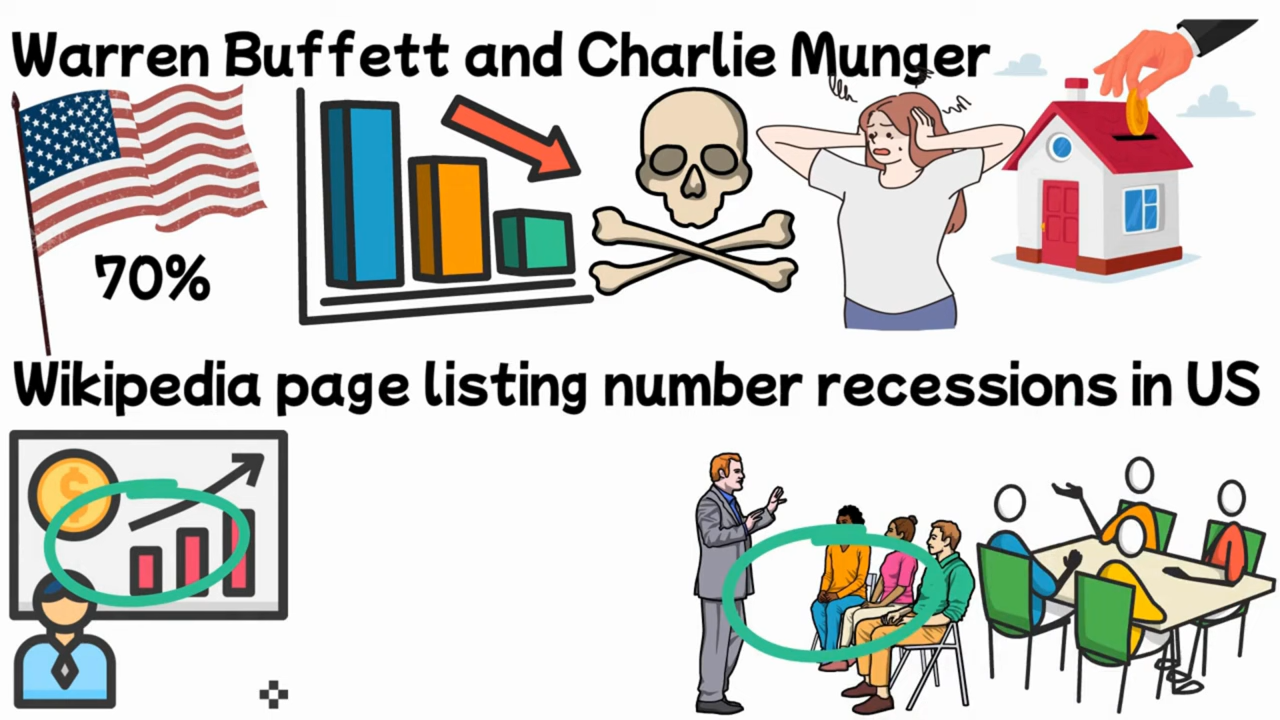 Warren Buffett and Charlie Munger
70%
Wikipedia page listing number recessions in US
$